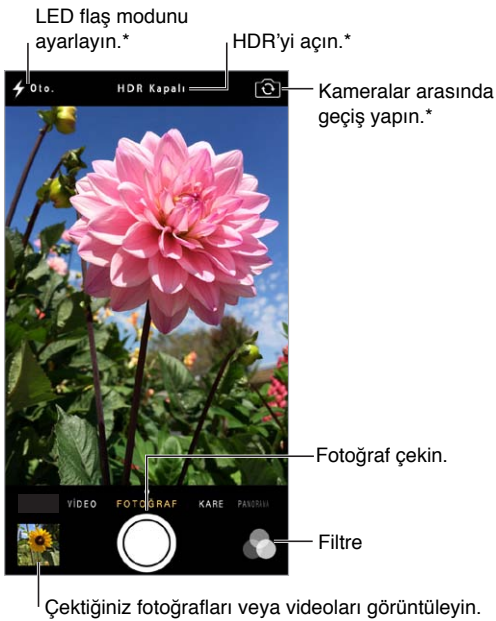 LED flaş modunu
ayarlayın.*
HDR'yi açın.*
Oto.
HDR Kapalı
Kameralar arasında
geçiş yapın.*
Fotoğraf çekin.
VİDEO FOTOĞRAF KARE PANORAMA
Filtre
Çektiğiniz fotoğrafları veya videoları görüntüleyin.